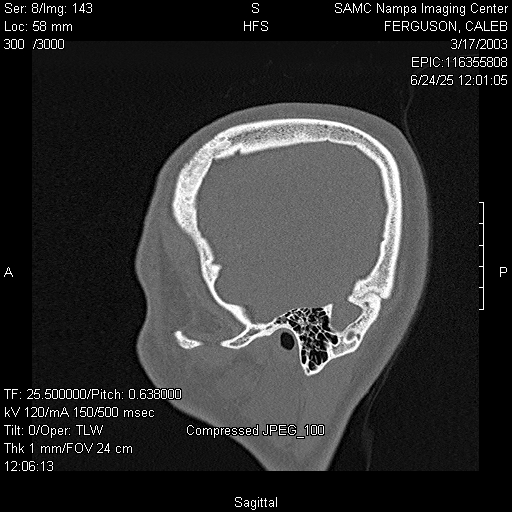 Ser: 8/Img: 143
Loc: 58 mm
300 /3000
S
HFS
SAMC Nampa Imaging Center
FERGUSON, CALEB
3/17/2003
EPIC:116355808
6/24/25 12:01:05
A
P
TF: 25.500000/Pitch: 0.638000
kV 120/mA 150/500 msec
Tilt: 0/Oper: TLW
Thk 1 mm/FOV 24 cm
12:06:13
Compressed JPEG_100
Sagittal